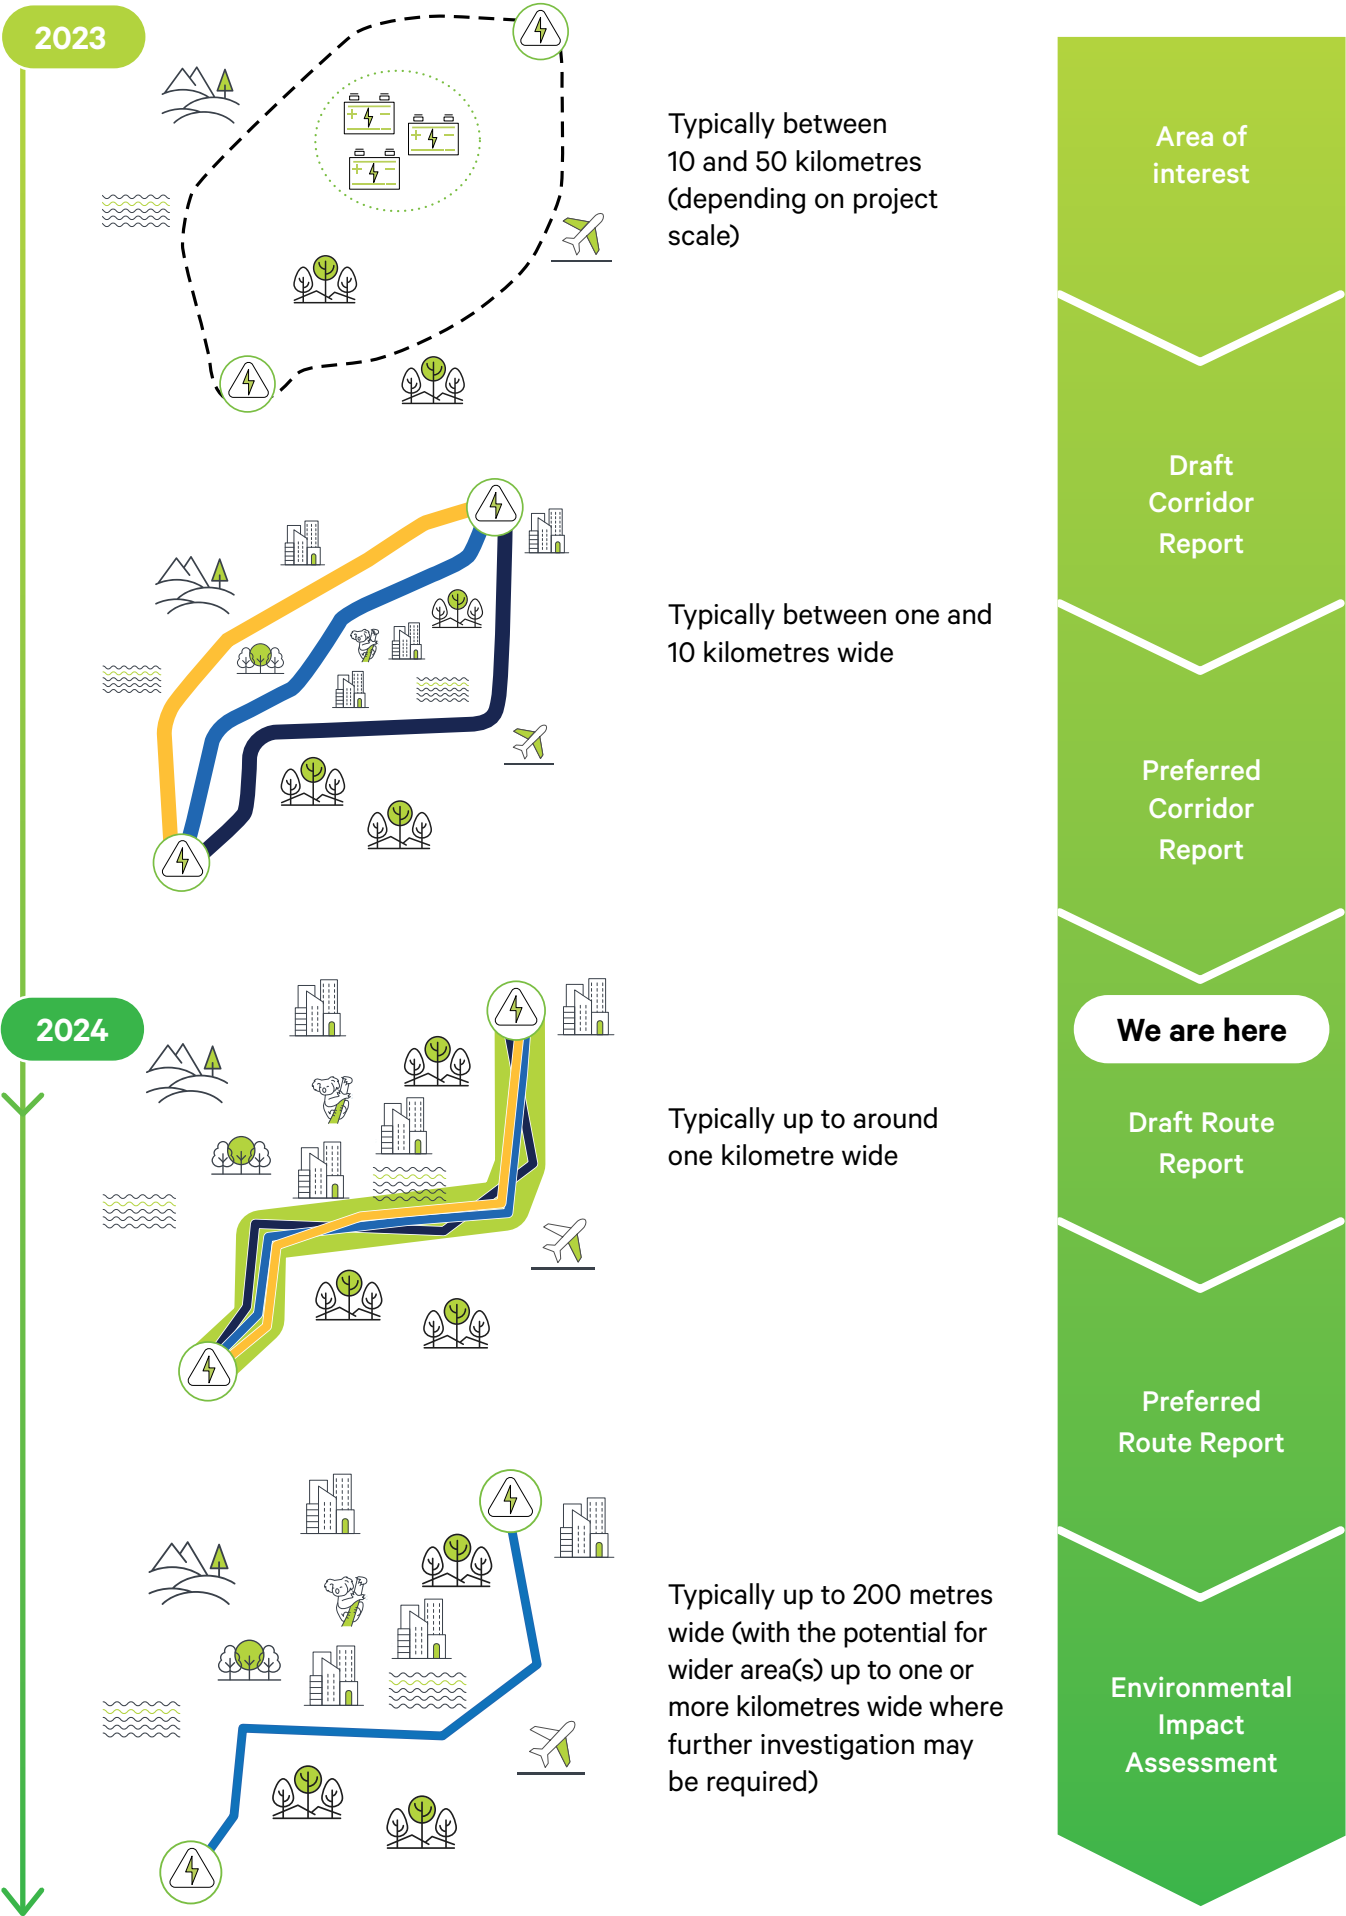 2023
Typically between
10 and 50 kilometres
(depending on project
scale)
Area of
interest
Draft
Corridor
Report
Typically between one and
10 kilometres wide
Preferred
Corridor
Report
2024
We are here
Typically up to around
one kilometre wide
Draft Route
Report
Preferred
Route Report
Typically up to 200 metres
wide (with the potential for
wider area(s) up to one or
more kilometres wide where
further investigation may
be required)
Environmental
Impact
Assessment